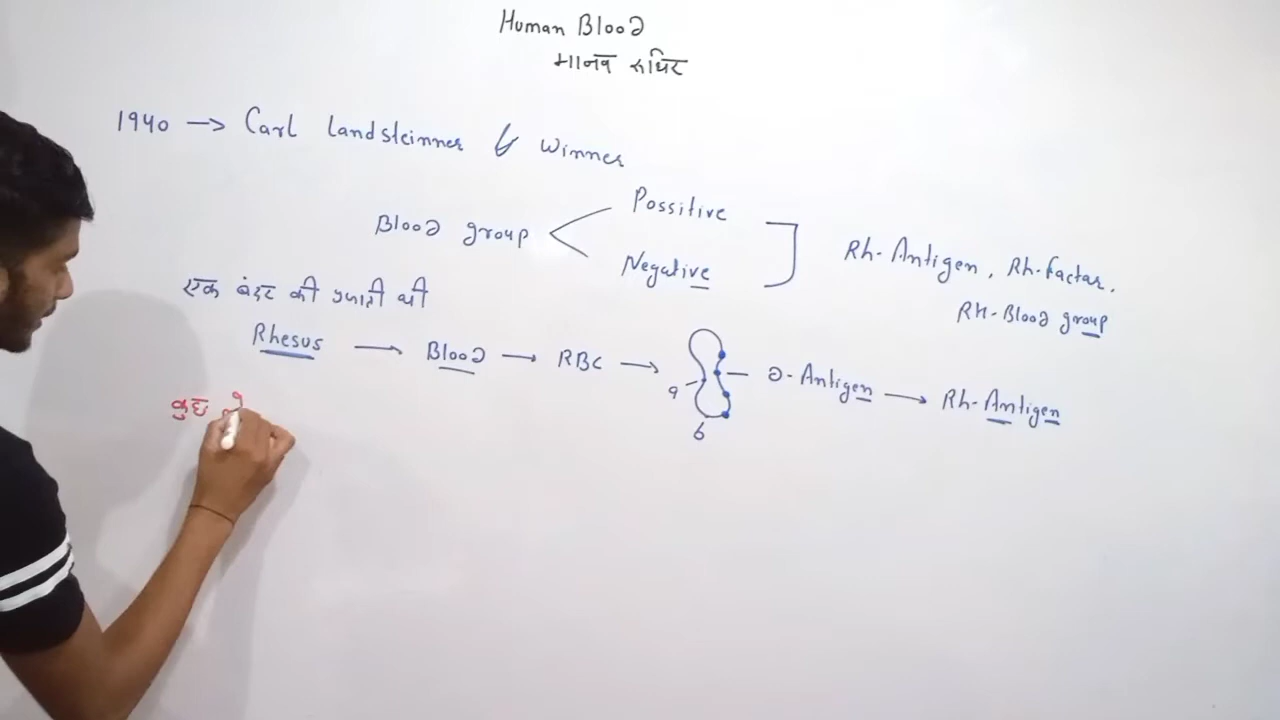 Human Blood
मानव रूधिर
1940 → Carl Landsteinner & Winner
Blood group
Possitive
Negative
Rh-Antigen, Rh-factar,
RH-Blood group
एक बंदर की प्रजाती थी
Rhesus → Blood → RBC →
a
b
D-Antigen → Rh-Antigen
कुछ